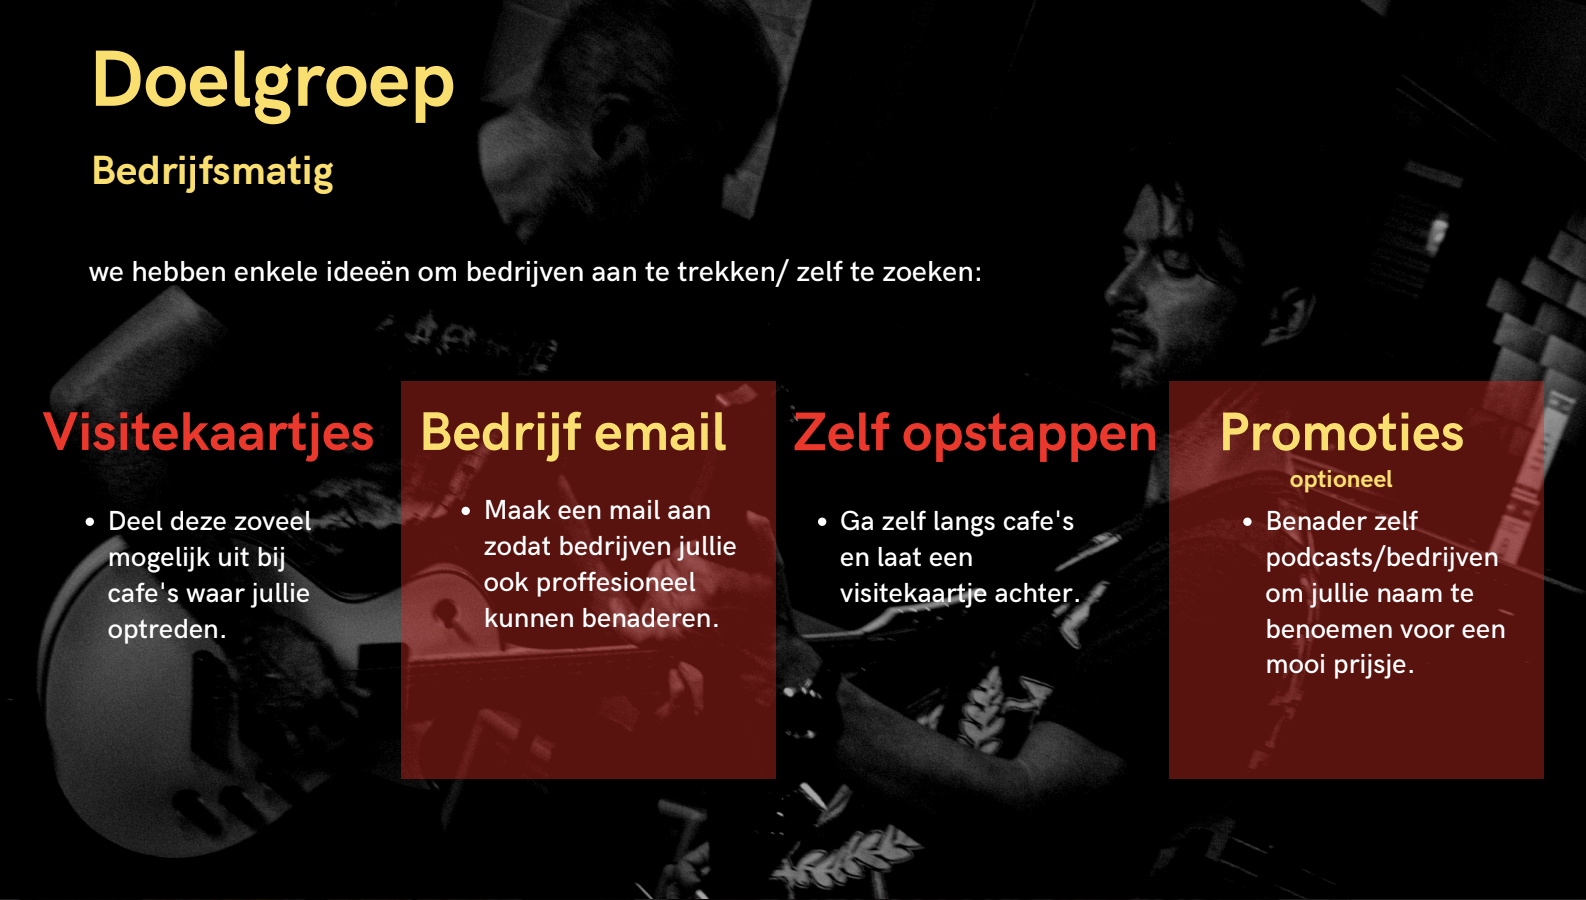 Doelgroep
Bedrijfsmatig
we hebben enkele ideeën om bedrijven aan te trekken/ zelf te zoeken:
Visitekaartjes
• Deel deze zoveel
mogelijk uit bij
cafe's waar jullie
optreden.
Bedrijf email
• Maak een mail aan
zodat bedrijven jullie
ook proffesioneel
kunnen benaderen.
Zelf opstappen
• Ga zelf langs cafe's
en laat een
visitekaartje achter.
Promoties
optioneel
• Benader zelf
podcasts/bedrijven
om jullie naam te
benoemen voor een
mooi prijsje.